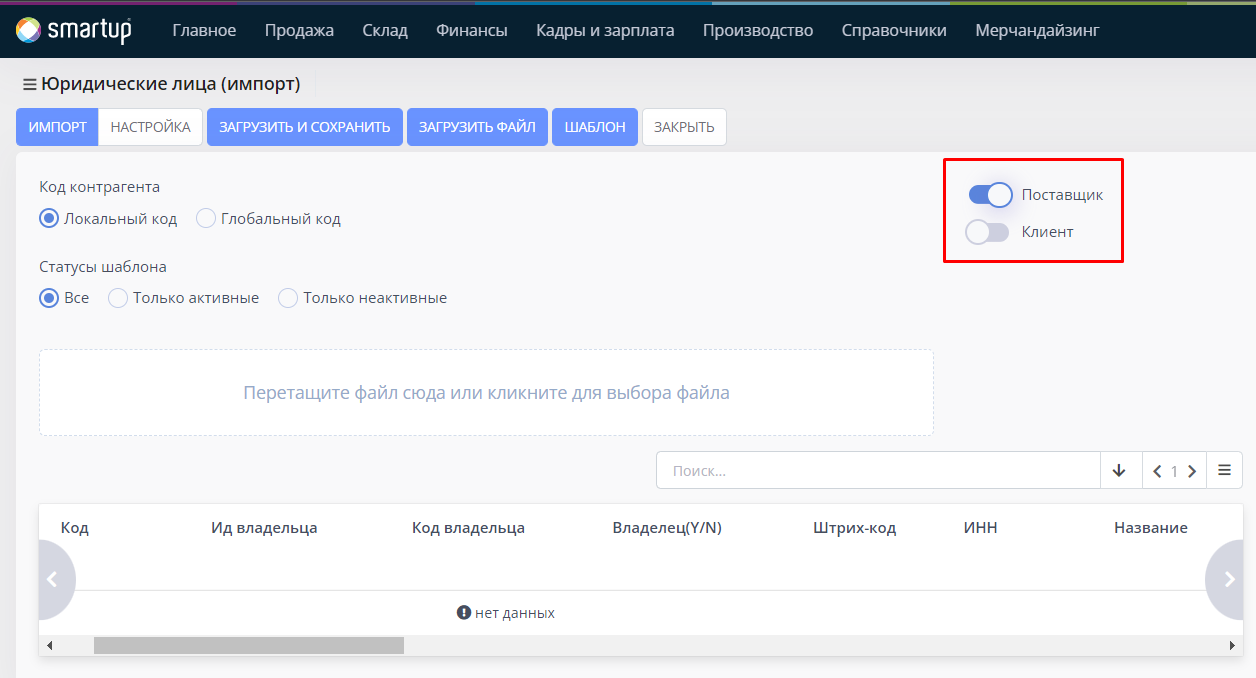 smartup Главное Продажа Склад Финансы Кадры и зарплата Производство Справочники Мерчандайзинг
Юридические лица (импорт)
ИМПОРТ НАСТРОЙКА ЗАГРУЗИТЬ И СОХРАНИТЬ ЗАГРУЗИТЬ ФАЙЛ ШАБЛОН ЗАКРЫТЬ
Код контрагента
Локальный код Глобальный код
Поставщик
Клиент
Статусы шаблона
Все Только активные Только неактивные
Перетащите файл сюда или кликните для выбора файла
Поиск... 1
Код Ид владельца Код владельца Владелец(Y/N) Штрих-код ИНН Название
нет данных